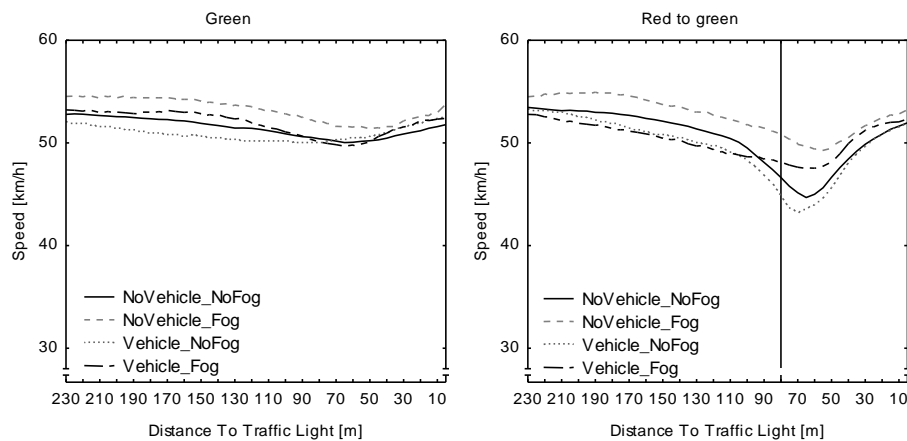 Green
60
50
40
30
Speed [km/h]
NoVehicle_NoFog
NoVehicle_Fog
Vehicle_NoFog
Vehicle_Fog
230 210 190 170 150 130 110 90 70 50 30 10
Distance To Traffic Light [m]
Red to green
60
50
40
30
Speed [km/h]
NoVehicle_NoFog
NoVehicle_Fog
Vehicle_NoFog
Vehicle_Fog
230 210 190 170 150 130 110 90 70 50 30 10
Distance To Traffic Light [m]